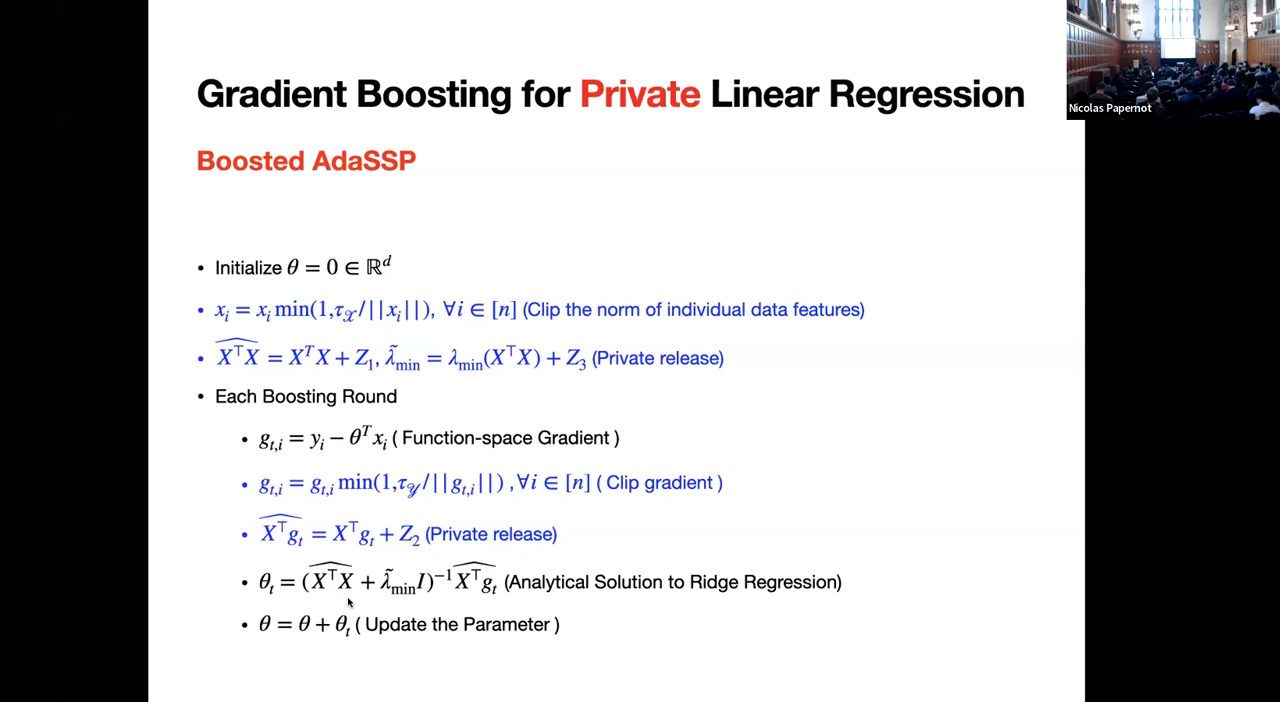 Gradient Boosting for Private Linear Regression
Nicolas Papernot
Boosted AdaSSP
• Initialize θ = 0 ∈ ℝ^d
• x_i = x_i min(1,τ_𝒳/||x_i||), ∀i ∈ [n] (Clip the norm of individual data features)
• \widehat{X^⊤X} = X^T X + Z_1, \tilde{λ}_min = λ_min(X^⊤X) + Z_3 (Private release)
• Each Boosting Round
• g_{t,i} = y_i − θ^T x_i ( Function-space Gradient )
• g_{t,i} = g_{t,i} min(1,τ_𝒴/||g_{t,i}||) ,∀i ∈ [n] ( Clip gradient )
• \widehat{X^⊤g_t} = X^⊤g_t + Z_2 (Private release)
• θ_t = (\widehat{X^⊤X} + \tilde{λ}_min I)^{−1} \widehat{X^⊤g_t} (Analytical Solution to Ridge Regression)
• θ = θ + θ_t ( Update the Parameter )